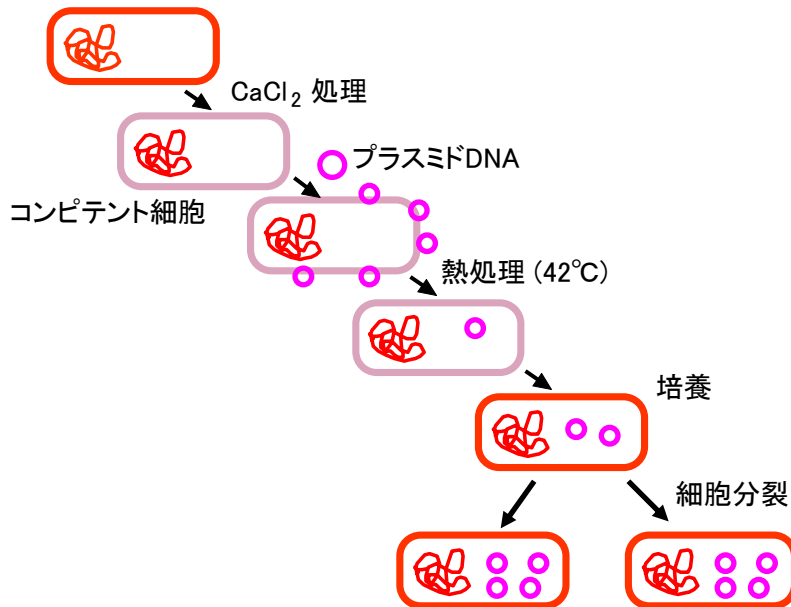 CaCl₂ 処理
プラスミドDNA
コンピテント細胞
熱処理 (42℃)
培養
細胞分裂